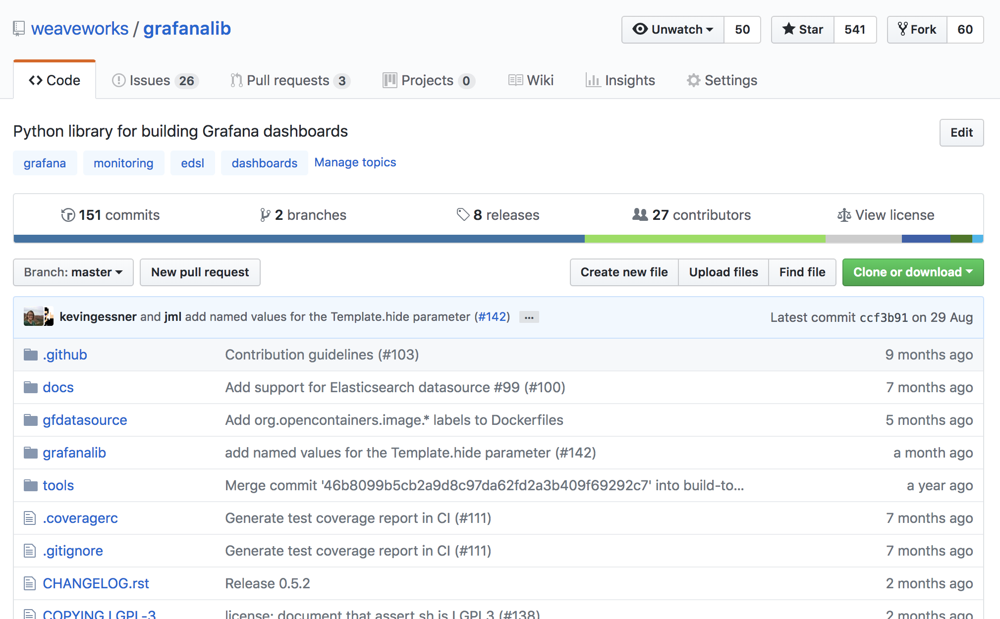 weaveworks / grafanalib
Unwatch 50 Star 541 Fork 60
Code Issues 26 Pull requests 3 Projects 0 Wiki Insights Settings
Python library for building Grafana dashboards
Edit
grafana monitoring edsl dashboards Manage topics
151 commits 2 branches 8 releases 27 contributors View license
Branch: master New pull request Create new file Upload files Find file Clone or download
kevingessner and jml add named values for the Template.hide parameter (#142) ... Latest commit ccf3b91 on 29 Aug
.github Contribution guidelines (#103) 9 months ago
docs Add support for Elasticsearch datasource #99 (#100) 7 months ago
gfdatasource Add org.opencontainers.image.* labels to Dockerfiles 5 months ago
grafanalib add named values for the Template.hide parameter (#142) a month ago
tools Merge commit '46b8099b5cb2a9d8c97da62fd2a3b409f69292c7' into build-to... a year ago
.coveragerc Generate test coverage report in CI (#111) 7 months ago
.gitignore Generate test coverage report in CI (#111) 7 months ago
CHANGELOG.rst Release 0.5.2 2 months ago
COPYING.LGPL-3 license: document that assert.sh is LGPL3 (#138) 2 months ago